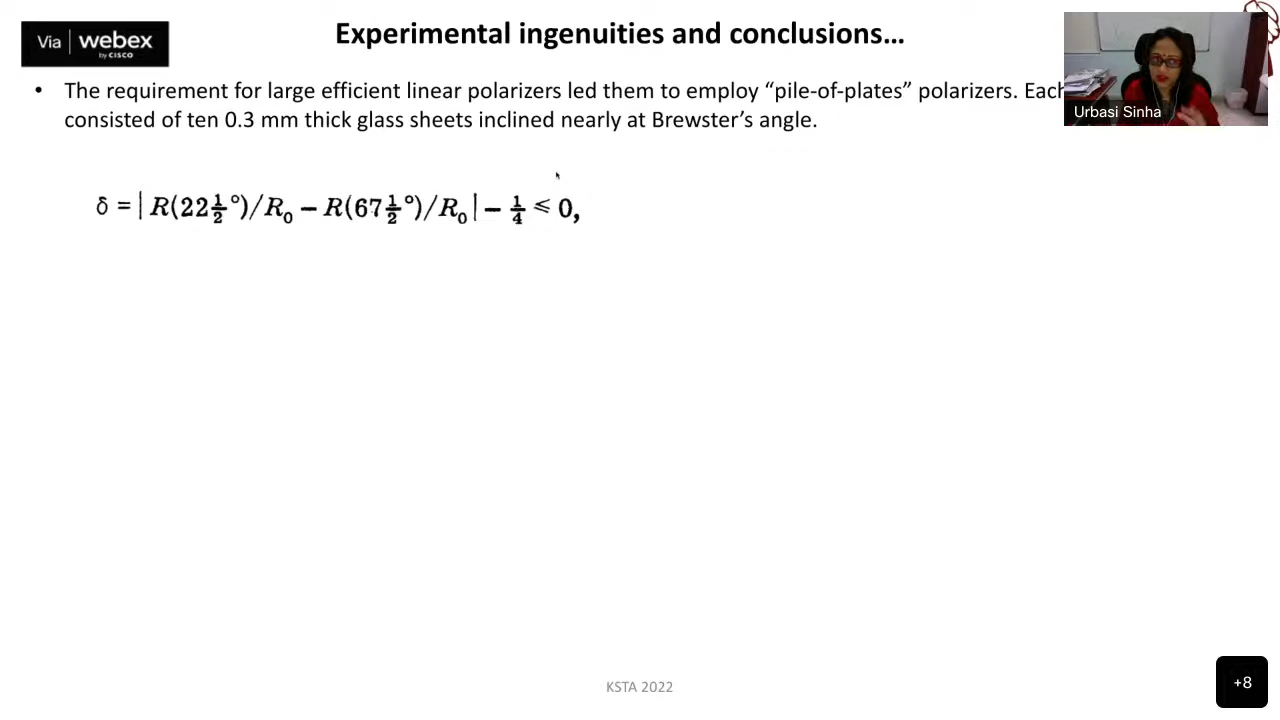 Experimental ingenuities and conclusions...
Via | webex
by CISCO
• The requirement for large efficient linear polarizers led them to employ “pile-of-plates” polarizers. Each
consisted of ten 0.3 mm thick glass sheets inclined nearly at Brewster’s angle.
Urbasi Sinha
δ = | R(22½°)/R₀ − R(67½°)/R₀ | − ¼ ≤ 0,
KSTA 2022
+8